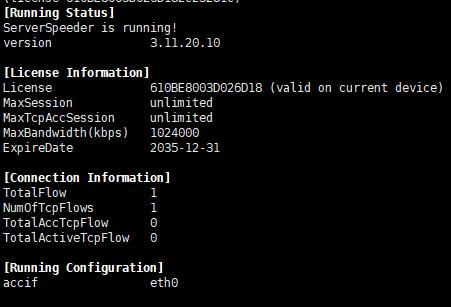 [Running Status]
ServerSpeeder is running!
version 3.11.20.10
[License Information]
License 610BE8003D026D18 (valid on current device)
MaxSession unlimited
MaxTcpAccSession unlimited
MaxBandwidth(kbps) 1024000
ExpireDate 2035-12-31
[Connection Information]
TotalFlow 1
NumOfTcpFlows 1
TotalAccTcpFlow 0
TotalActiveTcpFlow 0
[Running Configuration]
accif eth0